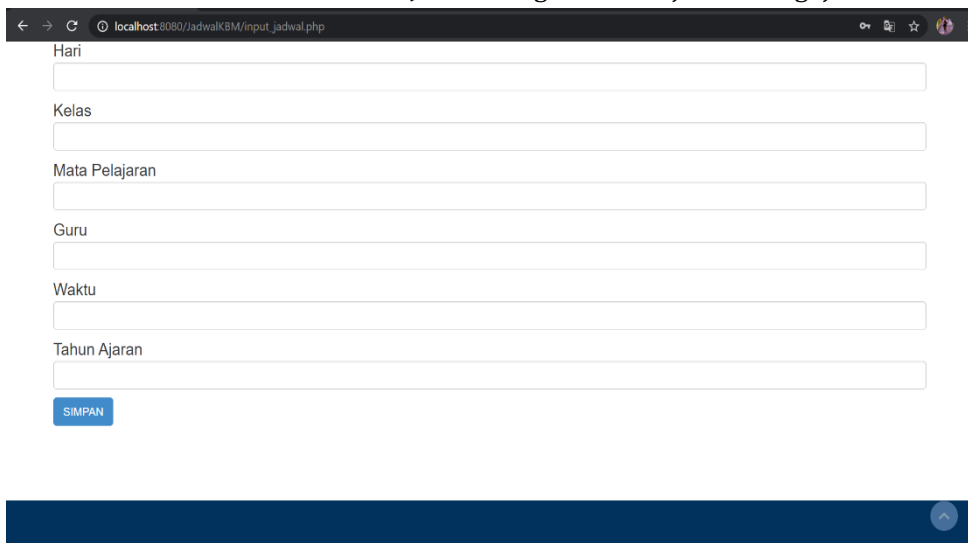 localhost:8080/JadwalKBM/input_jadwal.php
Hari
Kelas
Mata Pelajaran
Guru
Waktu
Tahun Ajaran
SIMPAN